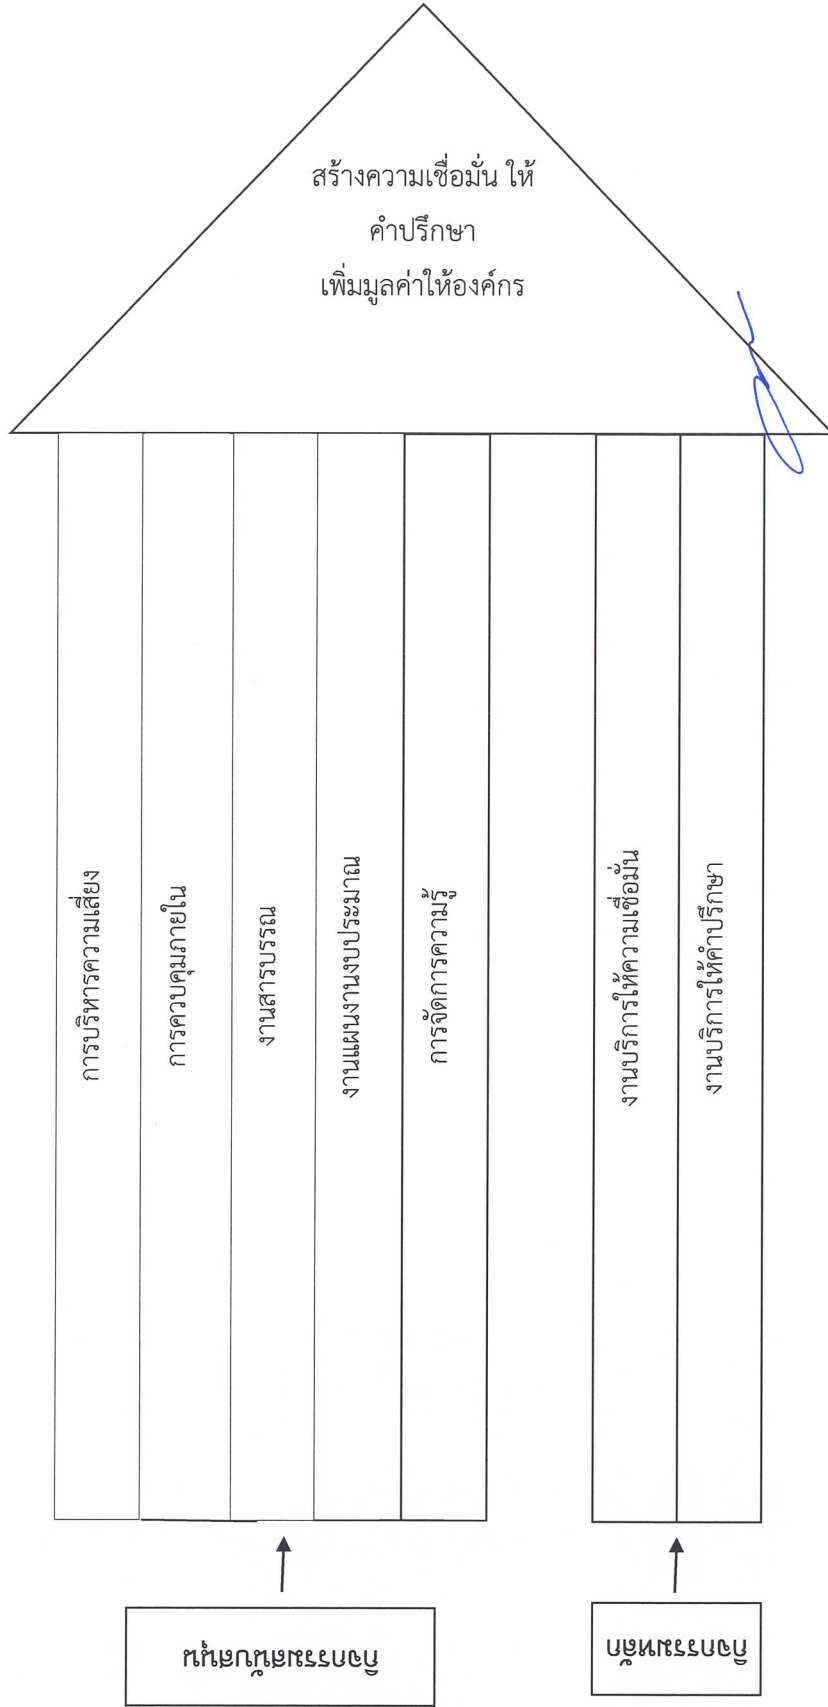 สร้างความเชื่อมั่น ให้
คำปรึกษา
เพิ่มมูลค่าให้องค์กร
การบริหารความเสี่ยง
การควบคุมภายใน
งานสารบรรณ
งานแผนงานงบประมาณ
การจัดการความรู้
งานบริการให้ความเชื่อมั่น
งานบริการให้คำปรึกษา
กิจกรรมสนับสนุน
กิจกรรมหลัก